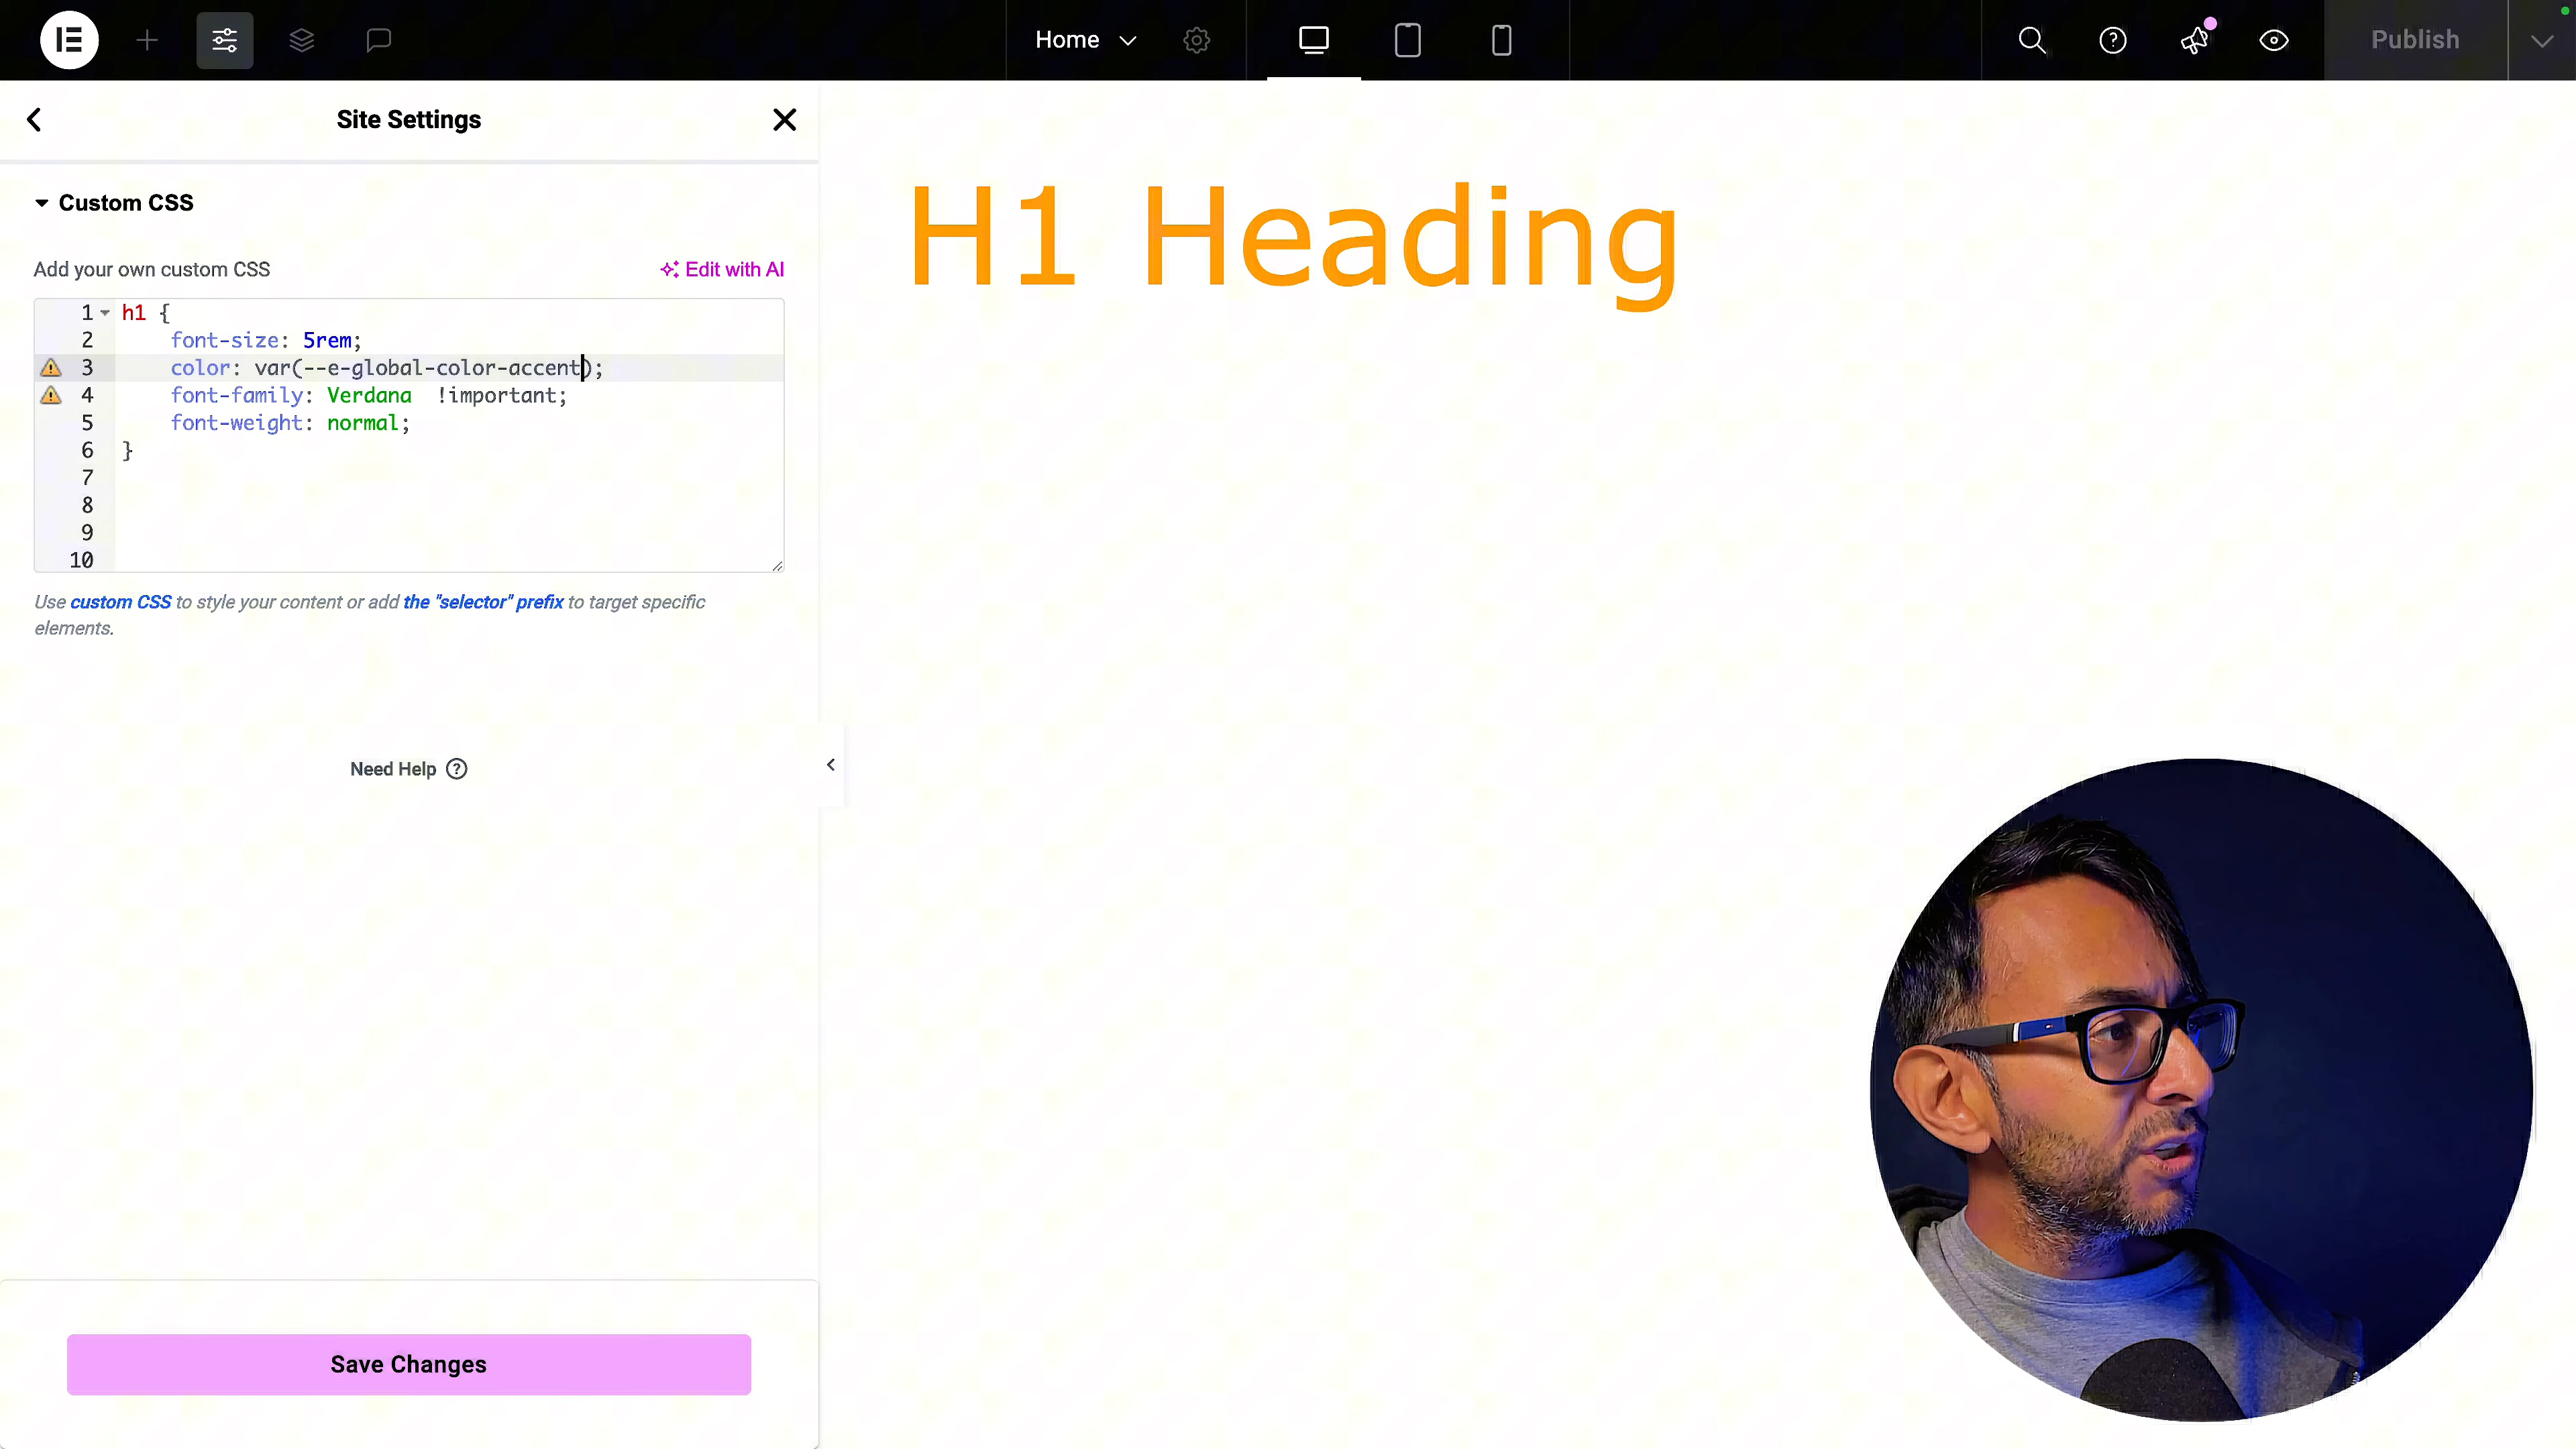 Home
Publish
Site Settings
Custom CSS
Add your own custom CSS
Edit with AI
1 h1 {
2 font-size: 5rem;
3 color: var(--e-global-color-accent);
4 font-family: Verdana  !important;
5 font-weight: normal;
6 }
7
8
9
10
Use custom CSS to style your content or add the "selector" prefix to target specific
elements.
Need Help
Save Changes
H1 Heading